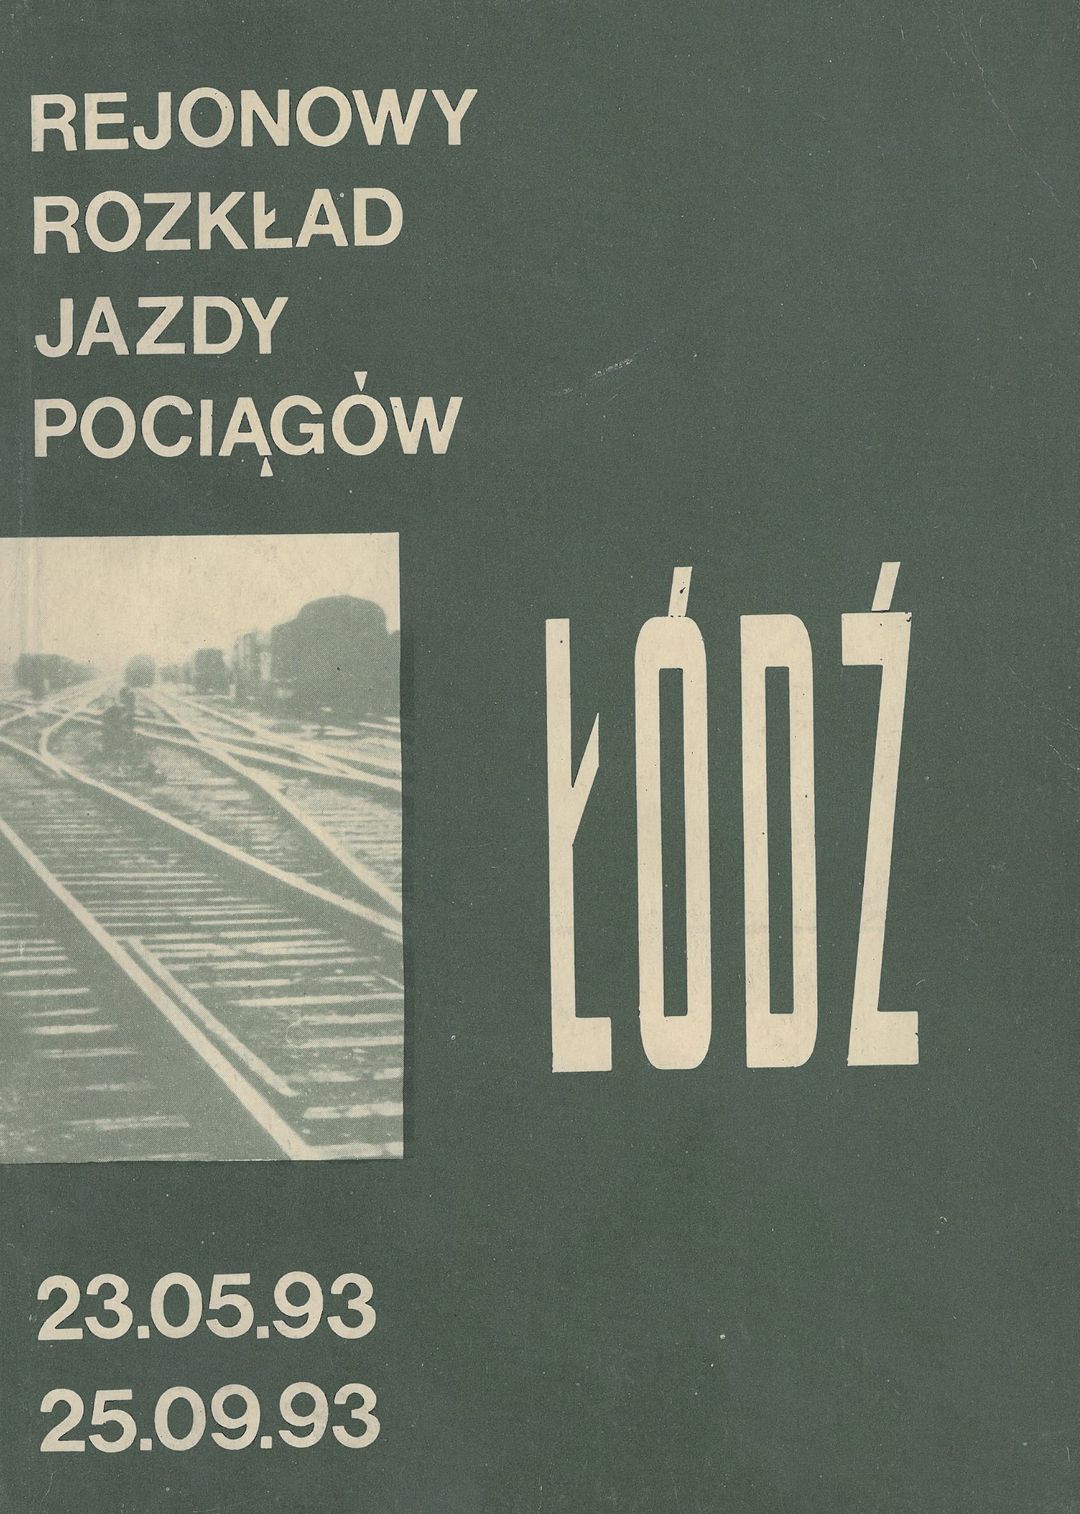 REJONOWY
ROZKŁAD
JAZDY
POCIĄGÓW
ŁÓDŹ
23.05.93
25.09.93